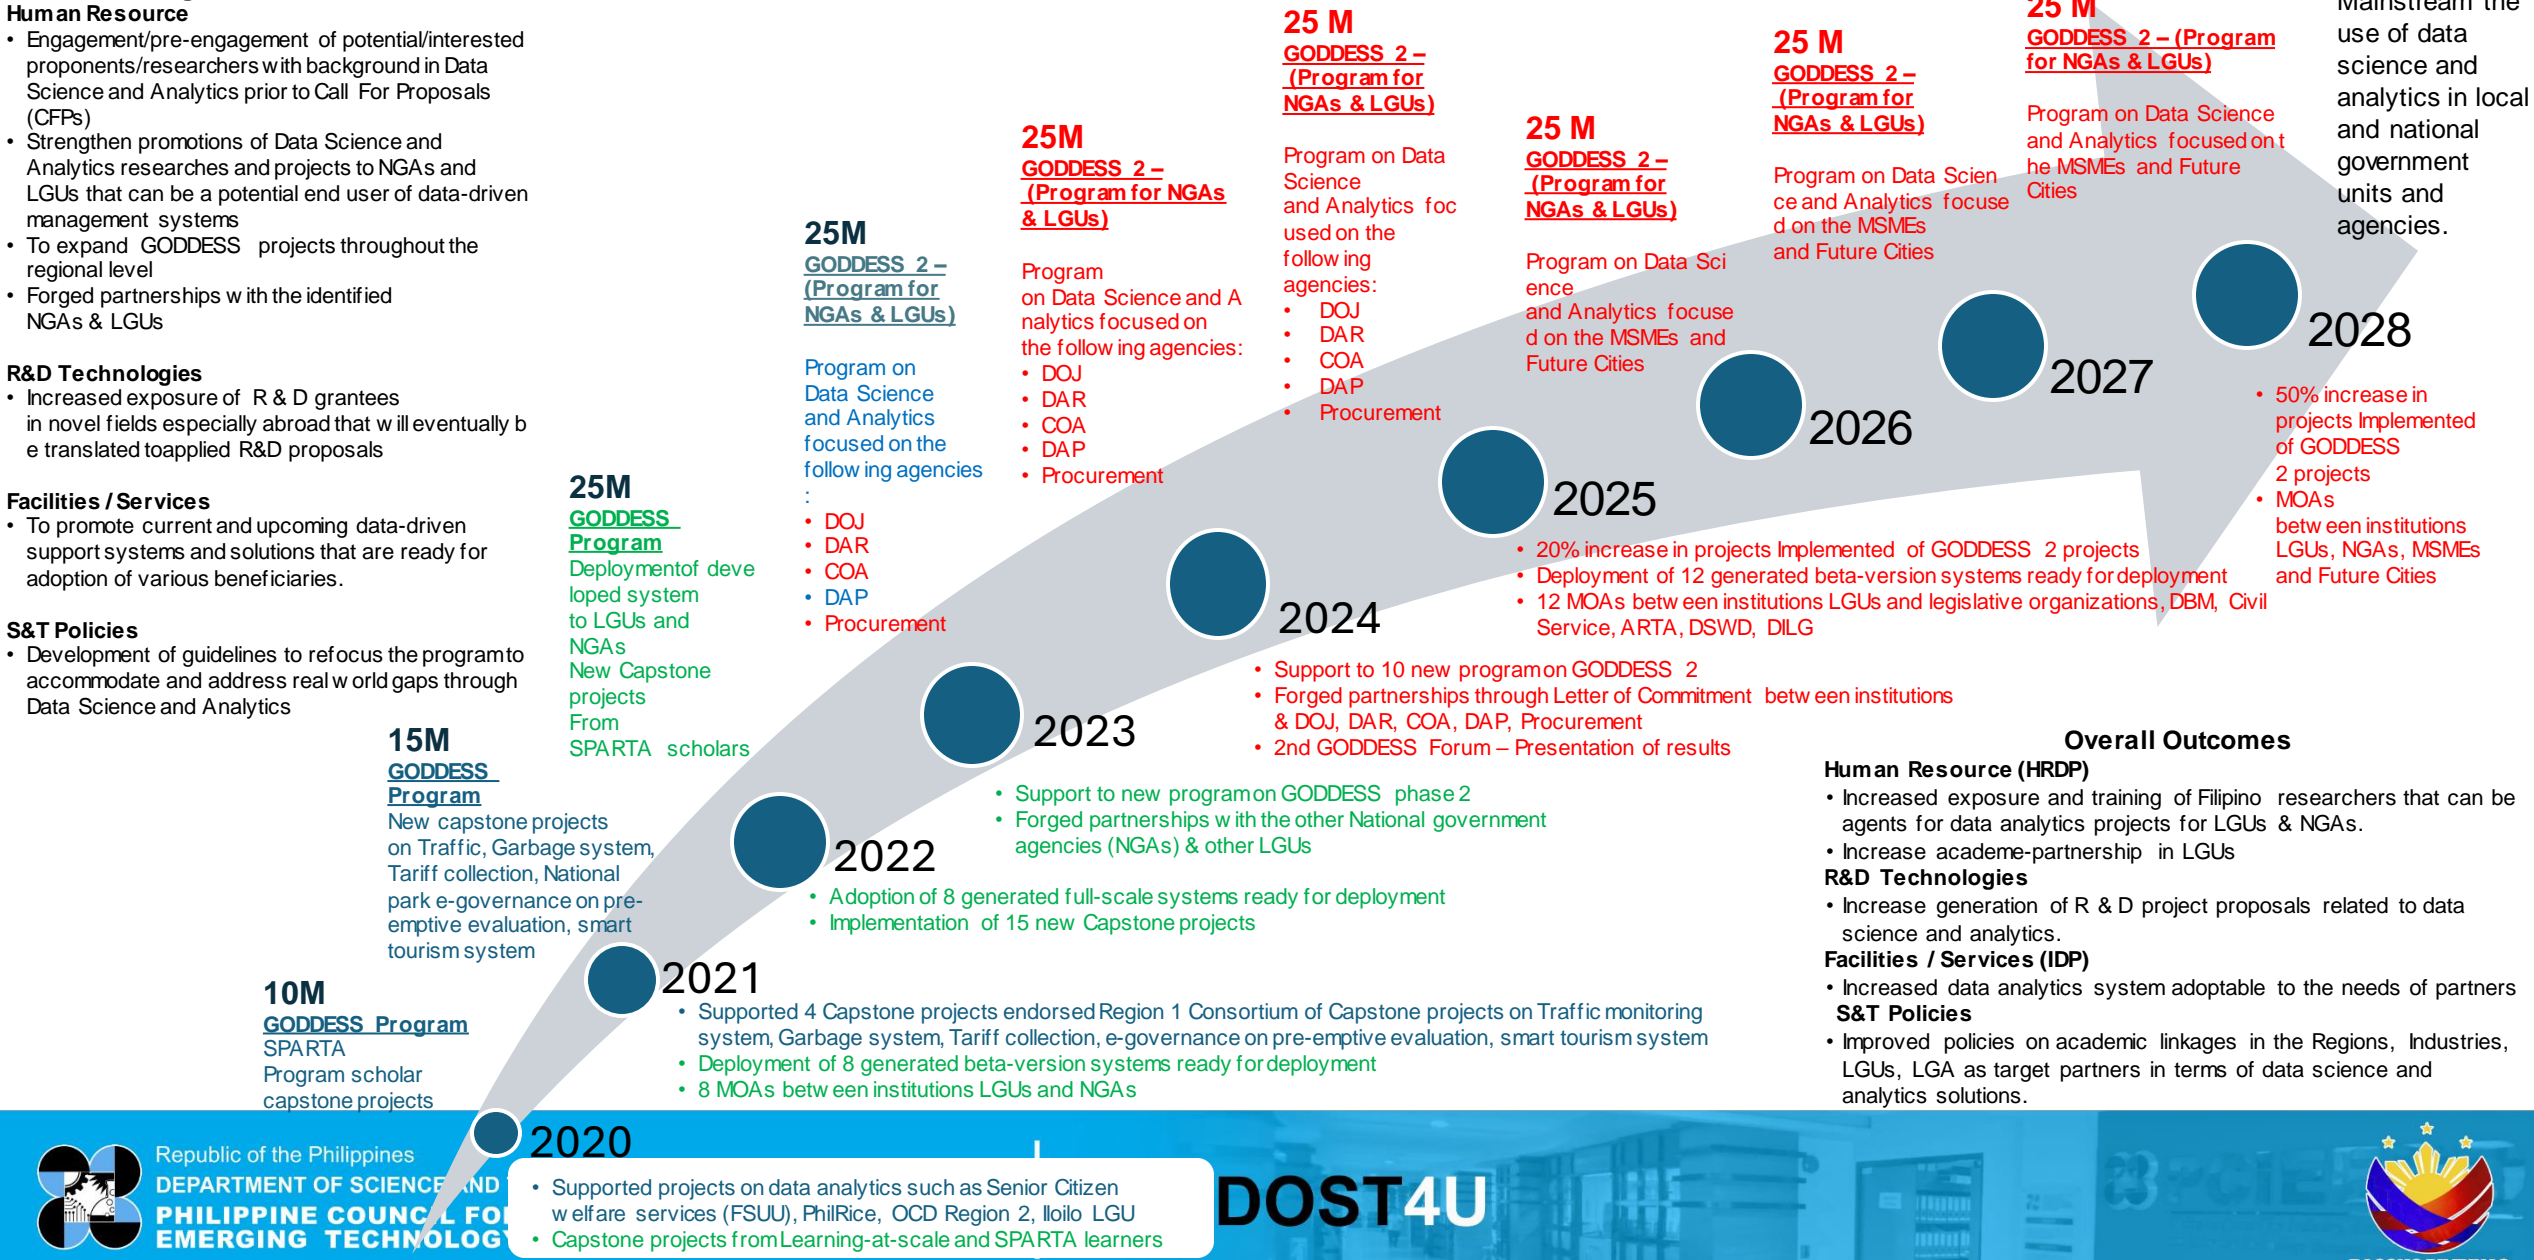 Human Resource
• Engagement/pre-engagement of potential/interested
proponents/researchers with background in Data
Science and Analytics prior to Call For Proposals
(CFPs)
• Strengthen promotions of Data Science and
Analytics researches and projects to NGAs and
LGUs that can be a potential end user of data-driven
management systems
• To expand GODDESS projects throughout the
regional level
• Forged partnerships with the identified
NGAs & LGUs
R&D Technologies
• Increased exposure of R & D grantees
in novel fields especially abroad that will eventually b
e translated toapplied R&D proposals
Facilities / Services
• To promote current and upcoming data-driven
support systems and solutions that are ready for
adoption of various beneficiaries.
S&T Policies
• Development of guidelines to refocus the program to
accommodate and address real world gaps through
Data Science and Analytics
10M
GODDESS Program
SPARTA
Program scholar
capstone projects
15M
GODDESS
Program
New capstone projects
on Traffic, Garbage system,
Tariff collection, National
park e-governance on pre-
emptive evaluation, smart
tourism system
25M
GODDESS
Program
Deploymentof deve
loped system
to LGUs and
NGAs
New Capstone
projects
From
SPARTA scholars
25M
GODDESS 2 –
(Program for
NGAs & LGUs)
Program on
Data Science
and Analytics
focused on the
following agencies
:
• DOJ
• DAR
• COA
• DAP
• Procurement
25M
GODDESS 2 –
(Program for NGAs
& LGUs)
Program
on Data Science and A
nalytics focused on
the following agencies:
• DOJ
• DAR
• COA
• DAP
• Procurement
25 M
GODDESS 2 –
(Program for
NGAs & LGUs)
Program on Data
Science
and Analytics foc
used on the
following
agencies:
• DOJ
• DAR
• COA
• DAP
• Procurement
25 M
GODDESS 2 –
(Program for
NGAs & LGUs)
Program on Data Sci
ence
and Analytics focuse
d on the MSMEs and
Future Cities
25 M
GODDESS 2 –
(Program for
NGAs & LGUs)
Program on Data Scien
ce and Analytics focuse
d on the MSMEs
and Future Cities
25 M
GODDESS 2 – (Program
for NGAs & LGUs)
Program on Data Science
and Analytics focused on t
he MSMEs and Future
Cities
Mainstream the
use of data
science and
analytics in local
and national
government
units and
agencies.
2028
• 50% increase in
projects Implemented
of GODDESS
2 projects
• MOAs
between institutions
LGUs, NGAs, MSMEs
and Future Cities
2027
2026
2025
• 20% increase in projects Implemented of GODDESS 2 projects
• Deployment of 12 generated beta-version systems ready for deployment
• 12 MOAs between institutions LGUs and legislative organizations, DBM, Civil
Service, ARTA, DSWD, DILG
2024
• Support to 10 new program on GODDESS 2
• Forged partnerships through Letter of Commitment between institutions
& DOJ, DAR, COA, DAP, Procurement
• 2nd GODDESS Forum – Presentation of results
2023
• Support to new program on GODDESS phase 2
• Forged partnerships with the other National government
agencies (NGAs) & other LGUs
2022
• Adoption of 8 generated full-scale systems ready for deployment
• Implementation of 15 new Capstone projects
2021
• Supported 4 Capstone projects endorsed Region 1 Consortium of Capstone projects on Traffic monitoring
system, Garbage system, Tariff collection, e-governance on pre-emptive evaluation, smart tourism system
• Deployment of 8 generated beta-version systems ready for deployment
• 8 MOAs between institutions LGUs and NGAs
2020
• Supported projects on data analytics such as Senior Citizen
welfare services (FSUU), PhilRice, OCD Region 2, Iloilo LGU
• Capstone projects from Learning-at-scale and SPARTA learners
Overall Outcomes
Human Resource (HRDP)
• Increased exposure and training of Filipino researchers that can be
agents for data analytics projects for LGUs & NGAs.
• Increase academe-partnership in LGUs
R&D Technologies
• Increase generation of R & D project proposals related to data
science and analytics.
Facilities / Services (IDP)
• Increased data analytics system adoptable to the needs of partners
S&T Policies
• Improved policies on academic linkages in the Regions, Industries,
LGUs, LGA as target partners in terms of data science and
analytics solutions.
Republic of the Philippines
DEPARTMENT OF SCIENCE AND
PHILIPPINE COUNCIL FO
EMERGING TECHNOLOG
DOST4U